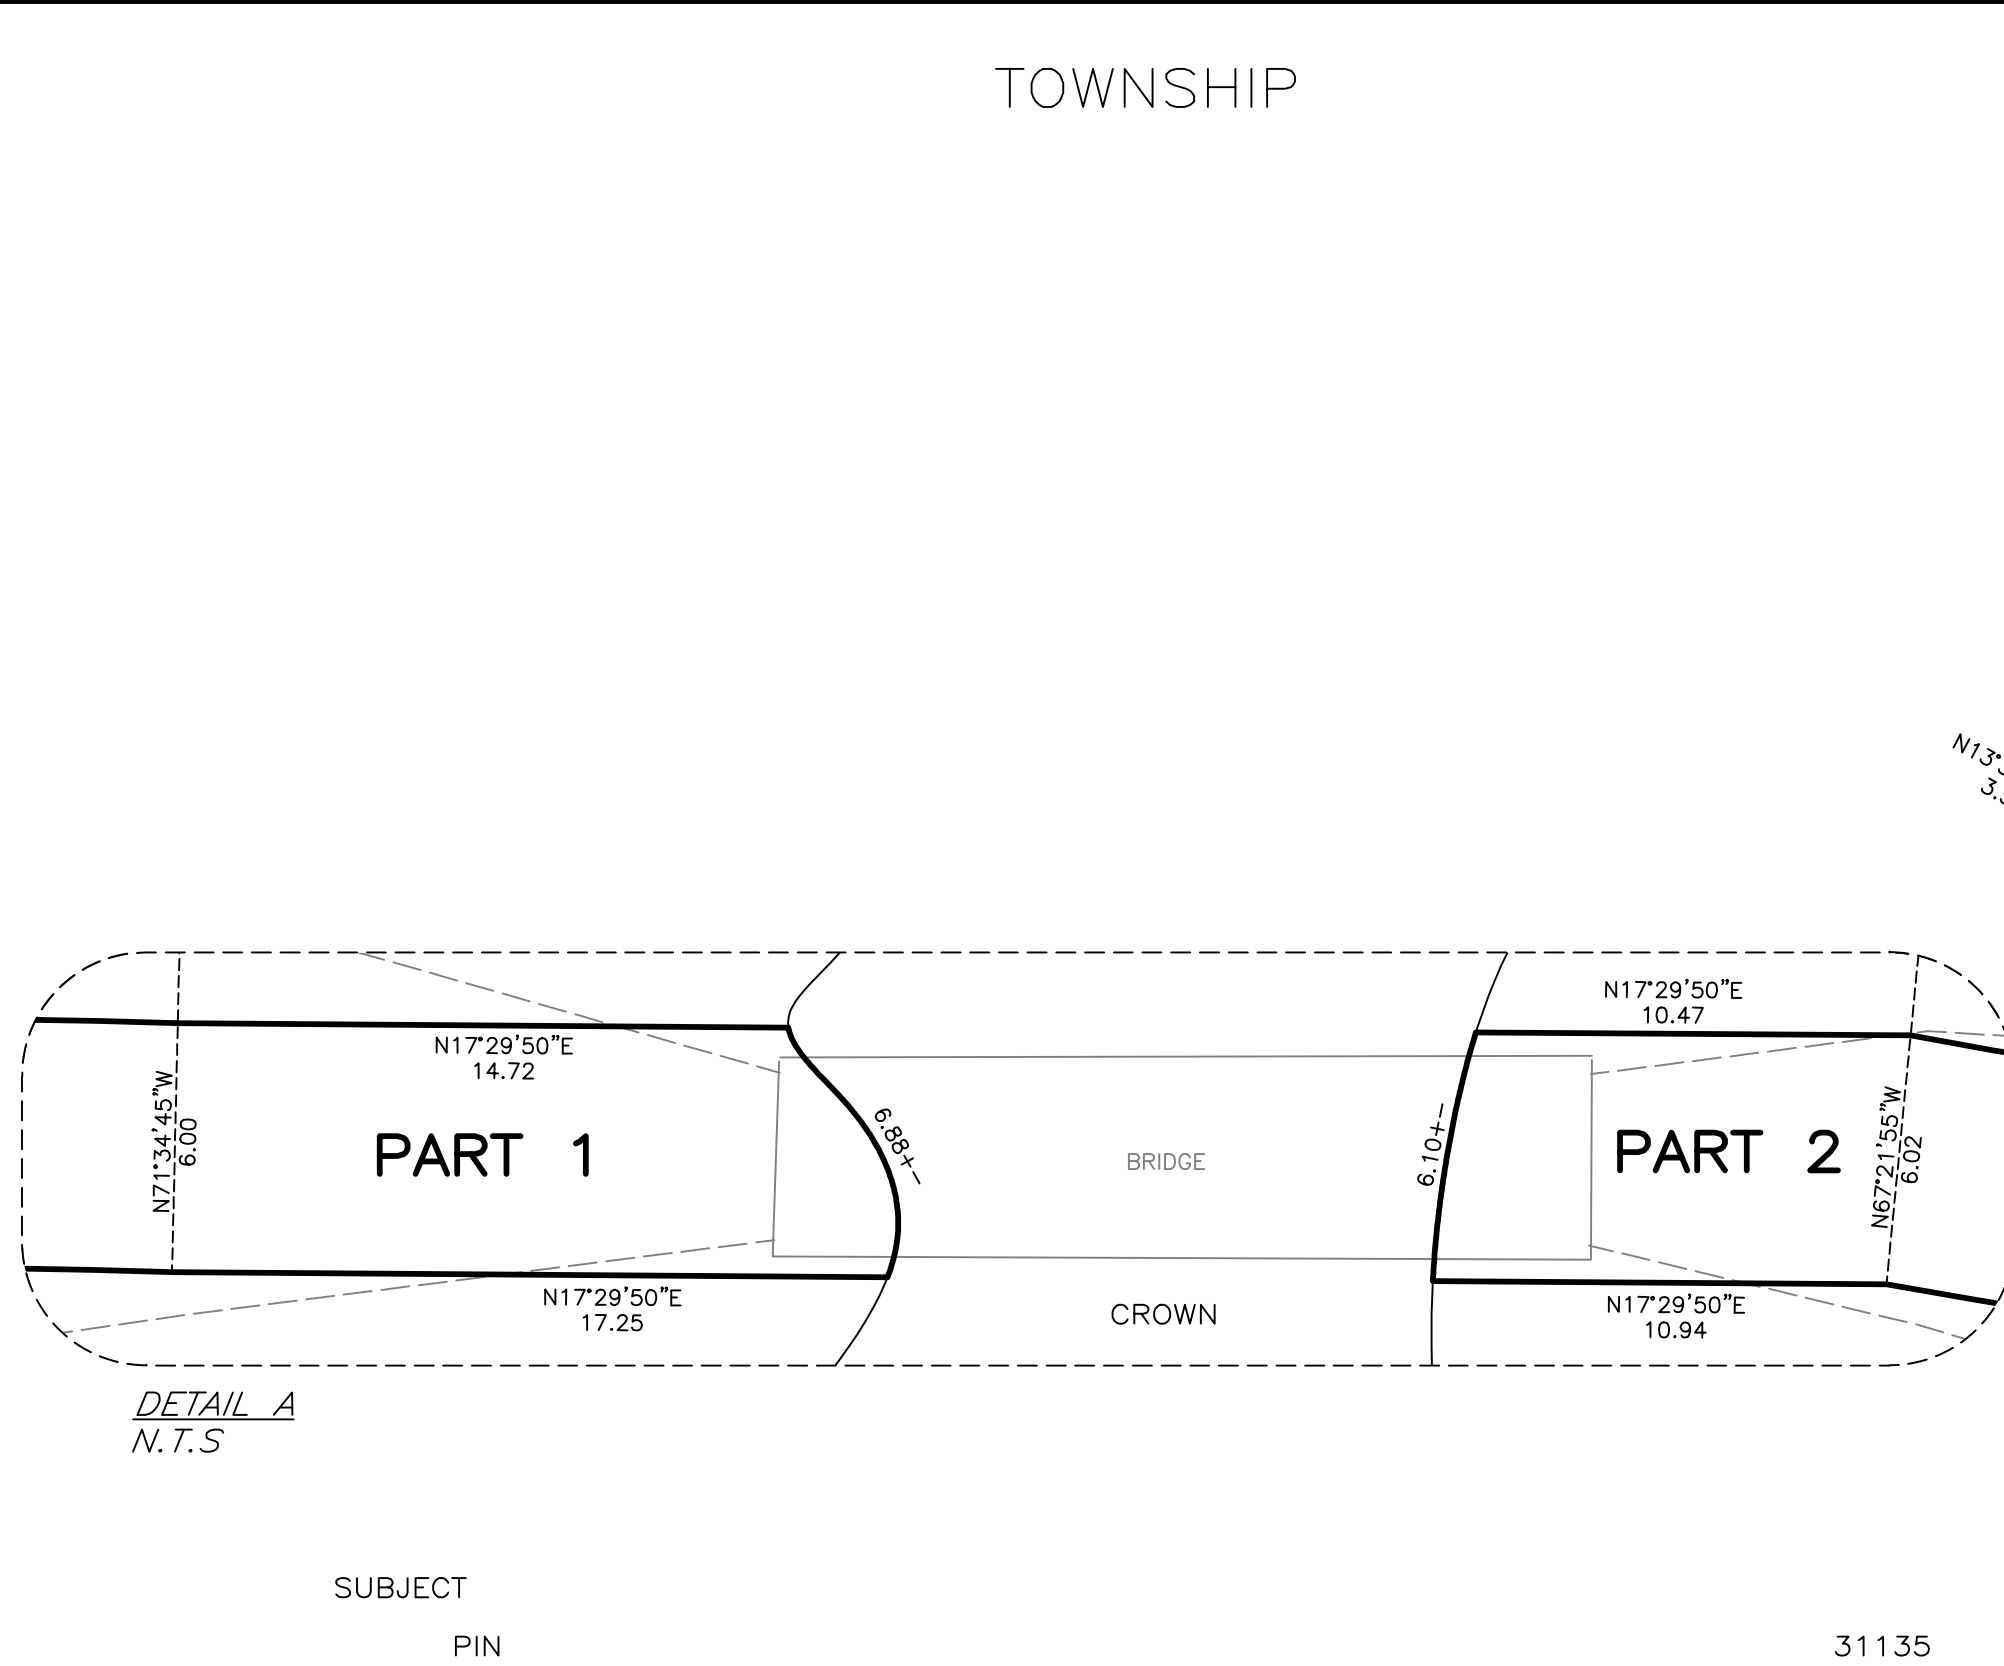 TOWNSHIP
N13°
3.
N17°29'50"E
10.47
N17°29'50"E
14.72
N71°34'45"W
6.00
PART 1
6.88+-
BRIDGE
6.10+-
PART 2
N67°21'55"W
6.02
N17°29'50"E
17.25
CROWN
N17°29'50"E
10.94
DETAIL A
N.T.S
SUBJECT
PIN
31135